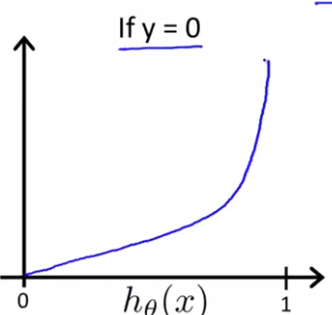 If y = 0
0 hθ(x) 1